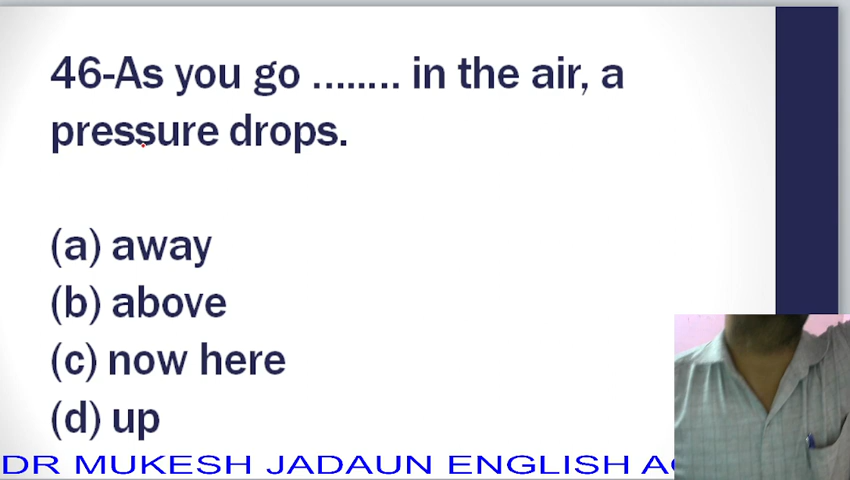 46-As you go ........ in the air, a
pressure drops.
(a) away
(b) above
(c) now here
(d) up
DR MUKESH JADAUN ENGLISH